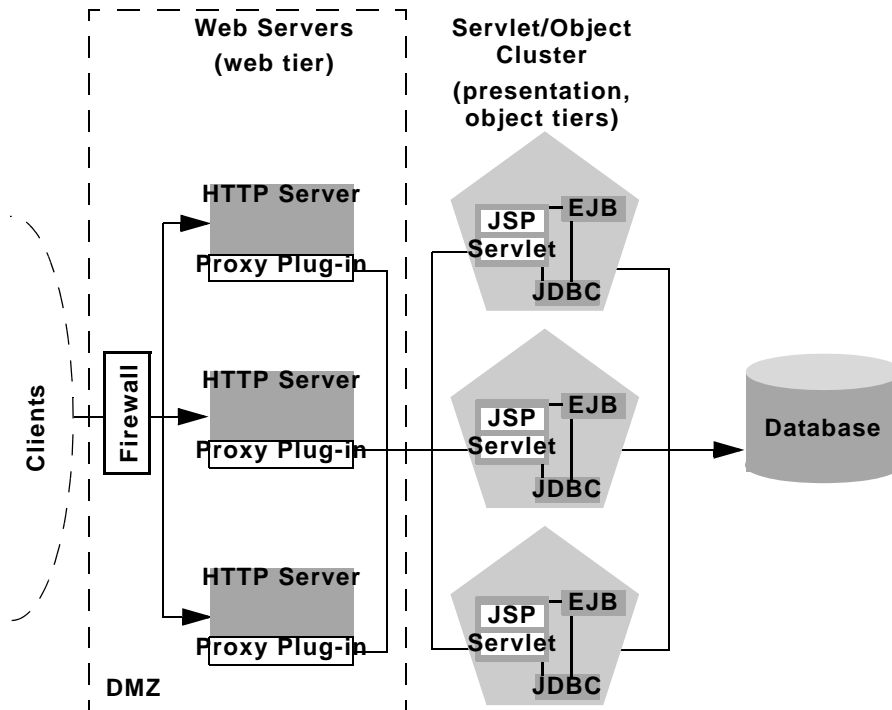 Web Servers
(web tier)
Servlet/Object
Cluster
(presentation,
object tiers)
Clients
Firewall
HTTP Server
Proxy Plug-in
HTTP Server
Proxy Plug-in
HTTP Server
Proxy Plug-in
DMZ
JSP
Servlet
EJB
JDBC
JSP
Servlet
EJB
JDBC
JSP
Servlet
EJB
JDBC
Database